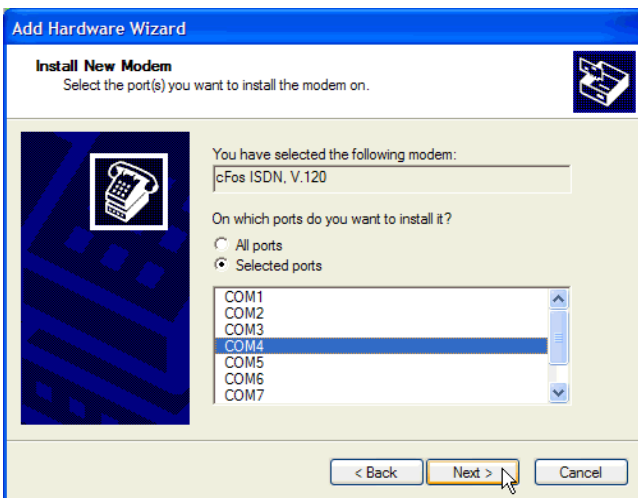 Add Hardware Wizard
Install New Modem
Select the port(s) you want to install the modem on.
You have selected the following modem:
cFos ISDN, V.120
On which ports do you want to install it?
All ports
Selected ports
COM1
COM2
COM3
COM4
COM5
COM6
COM7
< Back Next > Cancel